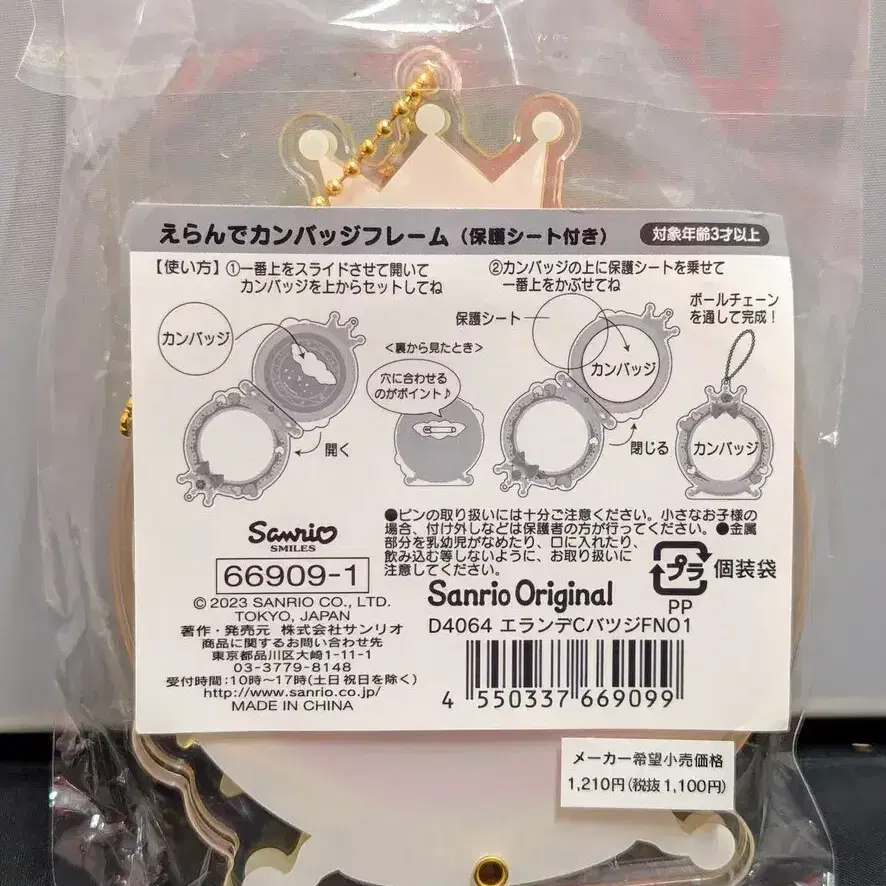 えらんでカンバッジフレーム（保護シート付き）
対象年齢3才以上
【使い方】①一番上をスライドさせて開いて
カンバッジを上からセットしてね
カンバッジ
開く
<裏から見たとき>
穴に合わせる
のがポイント♪
②カンバッジの上に保護シートを乗せて
一番上をかぶせてね
保護シート
カンバッジ
閉じる
ボールチェーン
を通して完成！
カンバッジ
●ピンの取り扱いには十分ご注意ください。小さなお子様の
場合、付け外しなどは保護者の方が行ってください。●金属
部分を乳幼児がなめたり、口に入れたり、
飲み込む等しないように、お取り扱いに
注意してください。
プラ
個装袋
PP
Sanrio
SMILES
66909-1
© 2023 SANRIO CO., LTD.
TOKYO, JAPAN
著作・発売元 株式会社サンリオ
商品に関するお問い合わせ先
東京都品川区大崎1-11-1
03-3779-8148
受付時間：10時～17時(土日祝日を除く)
http://www.sanrio.co.jp/
MADE IN CHINA
Sanrio Original
D4064 エランデCバツジFNO1
4 550337 669099
メーカー希望小売価格
1,210円(税抜1,100円)